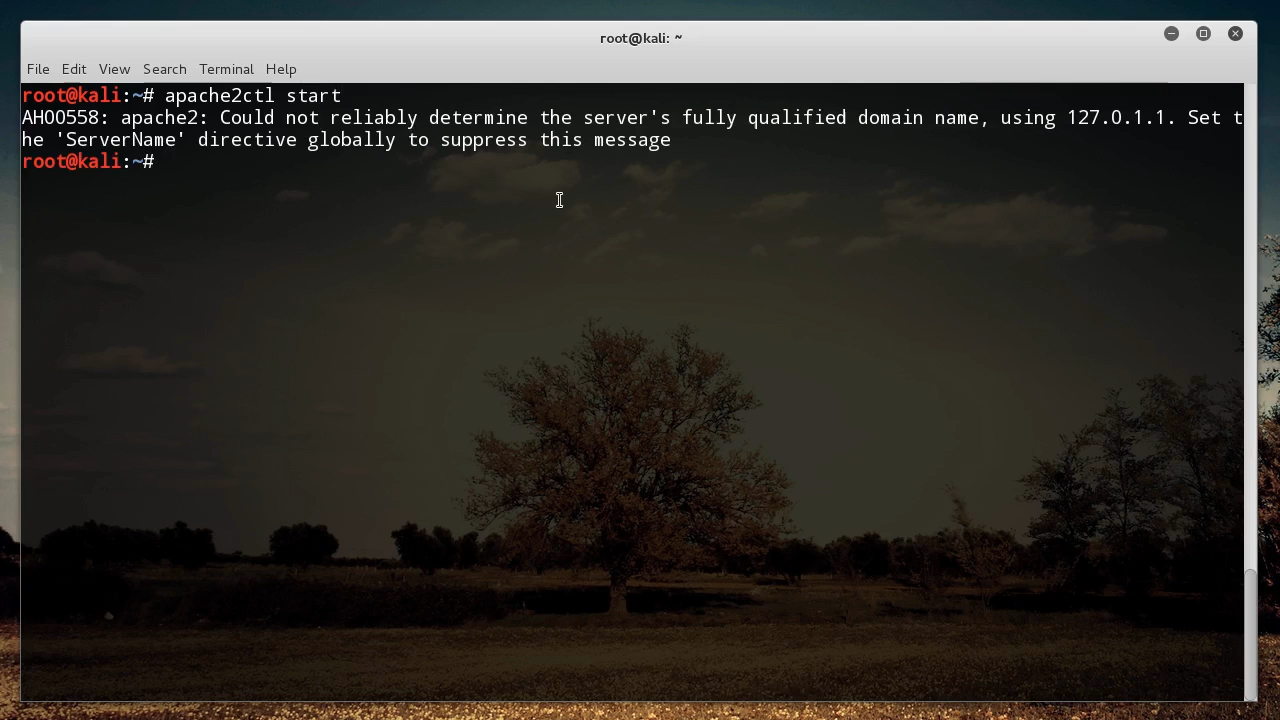 root@kali: ~
File Edit View Search Terminal Help
root@kali:~# apache2ctl start
AH00558: apache2: Could not reliably determine the server's fully qualified domain name, using 127.0.1.1. Set t
he 'ServerName' directive globally to suppress this message
root@kali:~#